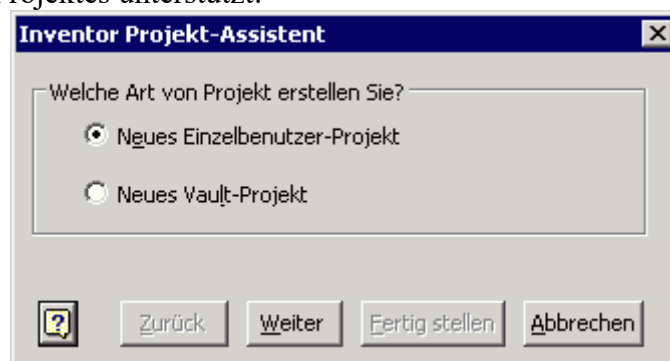 Projektes unterstützt.
Inventor Projekt-Assistent
Welche Art von Projekt erstellen Sie?
Neues Einzelbenutzer-Projekt
Neues Vault-Projekt
Zurück Weiter Fertig stellen Abbrechen